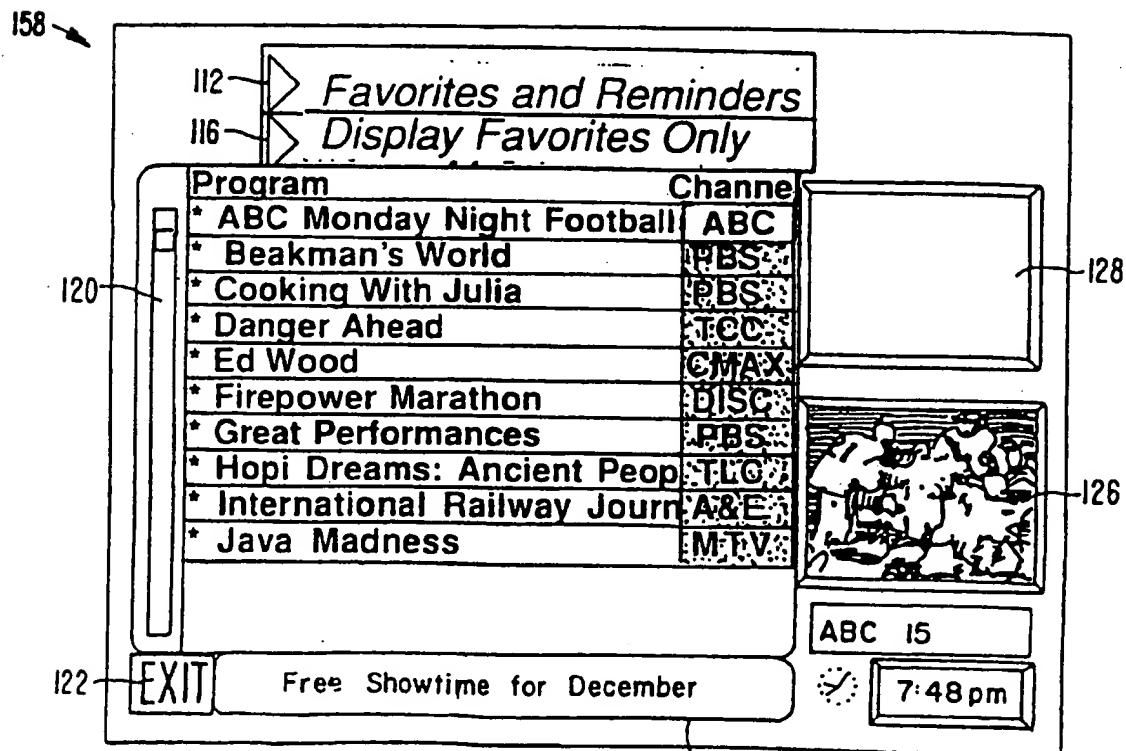 158
112 Favorites and Reminders
116 Display Favorites Only
Program Channe
* ABC Monday Night Football ABC
* Beakman's World PBS
* Cooking With Julia PBS
* Danger Ahead TCC
* Ed Wood CMAX
* Firepower Marathon DISC
* Great Performances PBS
* Hopi Dreams: Ancient Peop TLC
* International Railway Journ A&E
* Java Madness MTV
120
128
126
ABC 15
122 EXIT Free Showtime for December 7:48pm